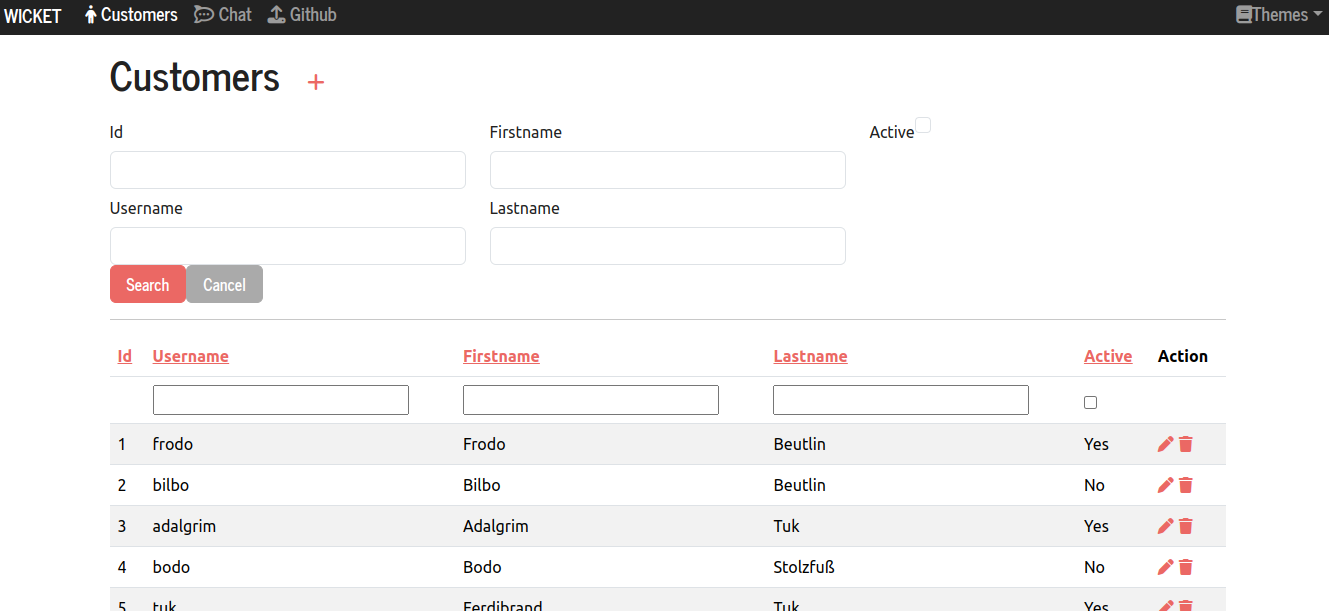 WICKET Customers Chat Github Themes
Customers +
Id Firstname Active
Username Lastname
Search Cancel
Id Username Firstname Lastname Active Action
1 frodo Frodo Beutlin Yes
2 bilbo Bilbo Beutlin No
3 adalgrim Adalgrim Tuk Yes
4 bodo Bodo Stolzfuß No
5 tuk Ferdibrand Tuk Yes